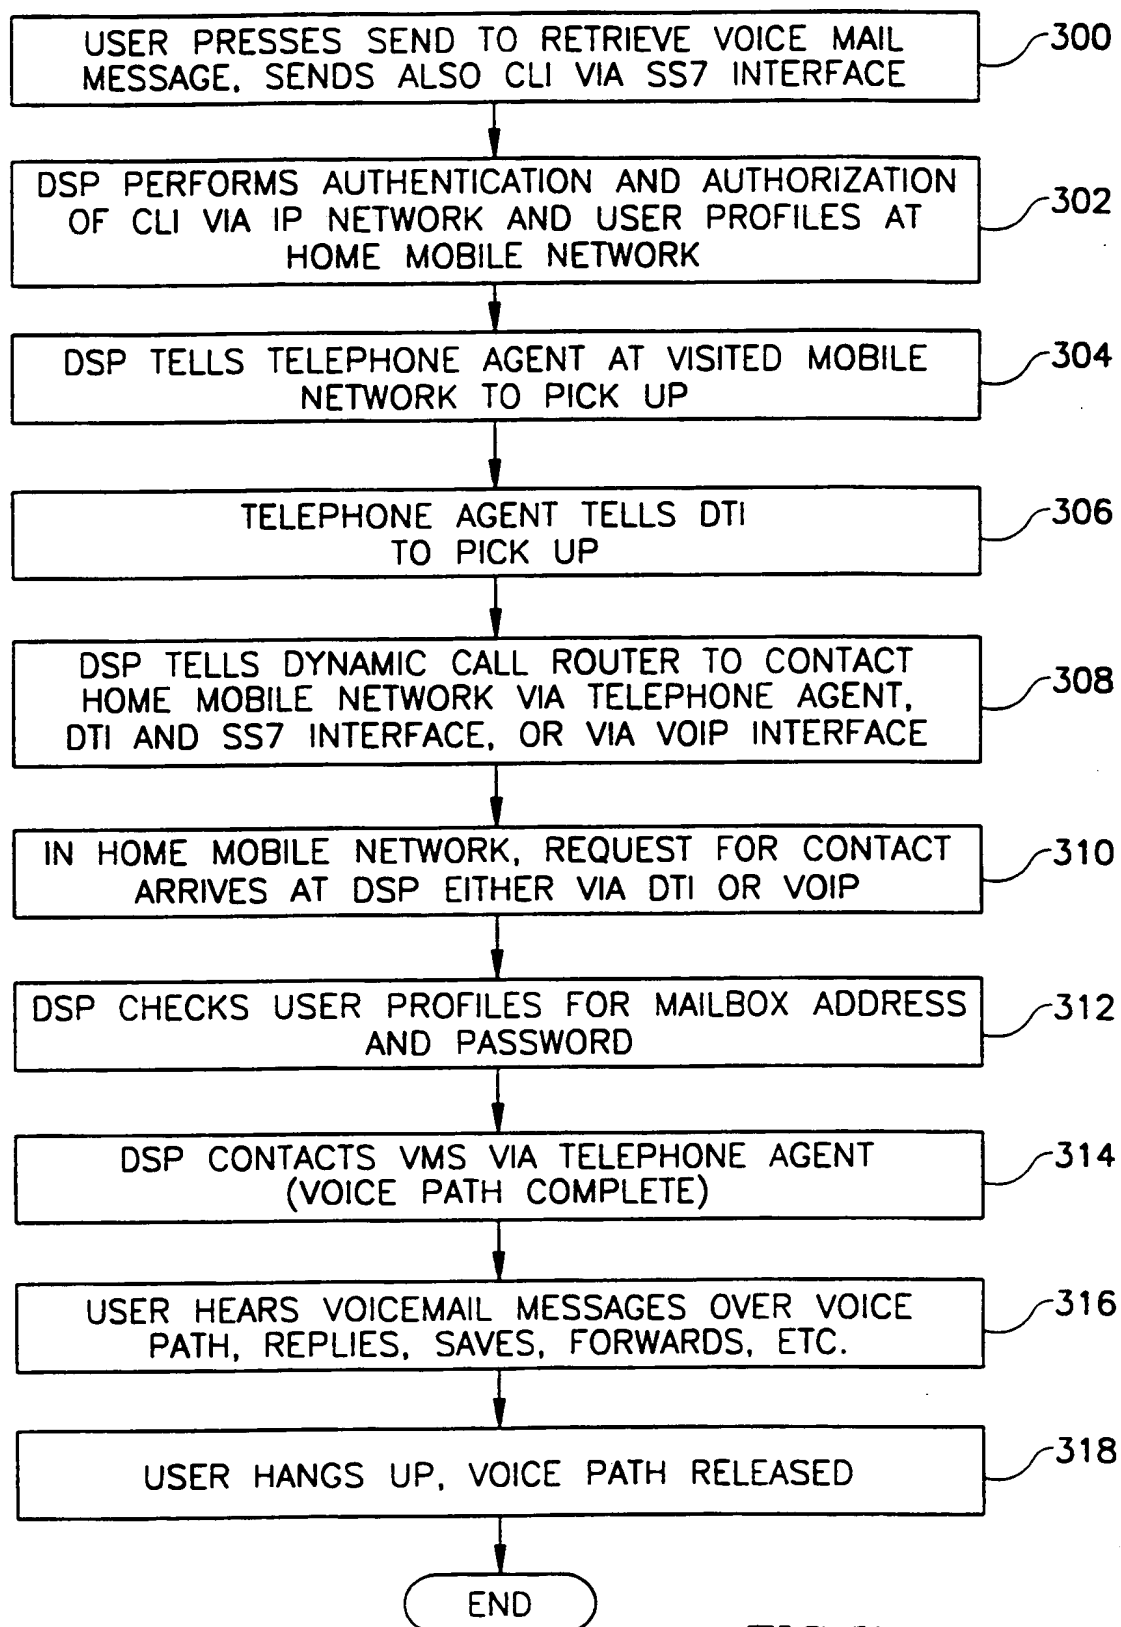 USER PRESSES SEND TO RETRIEVE VOICE MAIL
MESSAGE, SENDS ALSO CLI VIA SS7 INTERFACE
300
DSP PERFORMS AUTHENTICATION AND AUTHORIZATION
OF CLI VIA IP NETWORK AND USER PROFILES AT
HOME MOBILE NETWORK
302
DSP TELLS TELEPHONE AGENT AT VISITED MOBILE
NETWORK TO PICK UP
304
TELEPHONE AGENT TELLS DTI
TO PICK UP
306
DSP TELLS DYNAMIC CALL ROUTER TO CONTACT
HOME MOBILE NETWORK VIA TELEPHONE AGENT,
DTI AND SS7 INTERFACE, OR VIA VOIP INTERFACE
308
IN HOME MOBILE NETWORK, REQUEST FOR CONTACT
ARRIVES AT DSP EITHER VIA DTI OR VOIP
310
DSP CHECKS USER PROFILES FOR MAILBOX ADDRESS
AND PASSWORD
312
DSP CONTACTS VMS VIA TELEPHONE AGENT
(VOICE PATH COMPLETE)
314
USER HEARS VOICEMAIL MESSAGES OVER VOICE
PATH, REPLIES, SAVES, FORWARDS, ETC.
316
USER HANGS UP, VOICE PATH RELEASED
318
END